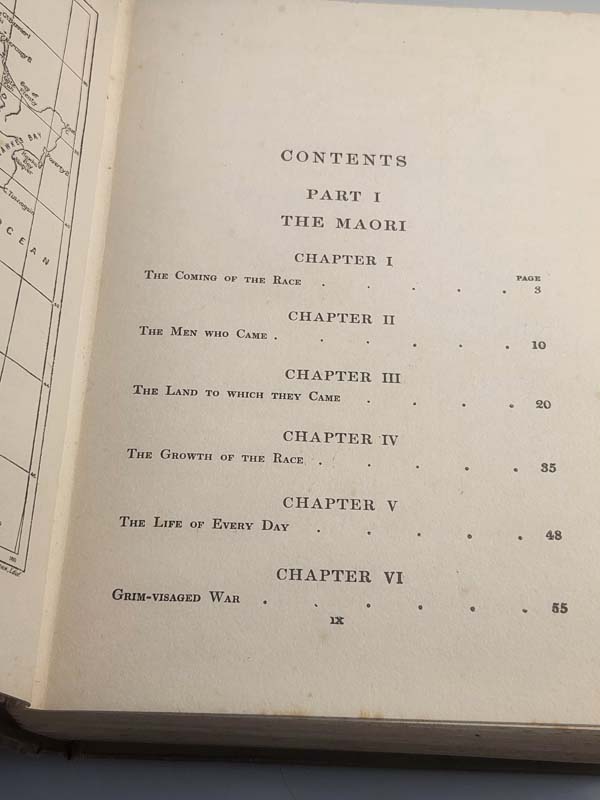 CONTENTS
PART I
THE MAORI
CHAPTER I
PAGE
The Coming of the Race . . . . . 3
CHAPTER II
The Men who Came . . . . . . 10
CHAPTER III
The Land to which they Came . . . . 20
CHAPTER IV
The Growth of the Race . . . . . 35
CHAPTER V
The Life of Every Day . . . . . 48
CHAPTER VI
Grim-visaged War . . . . . . 55
ix
BAY
OCEAN